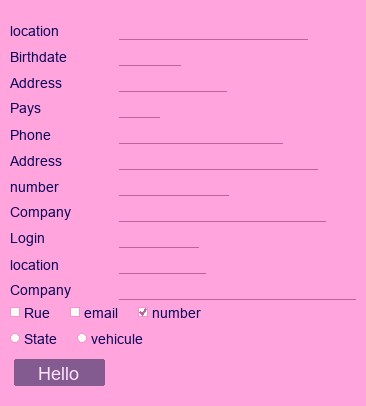 location
Birthdate
Address
Pays
Phone
Address
number
Company
Login
location
Company
Rue email number
State vehicule
Hello